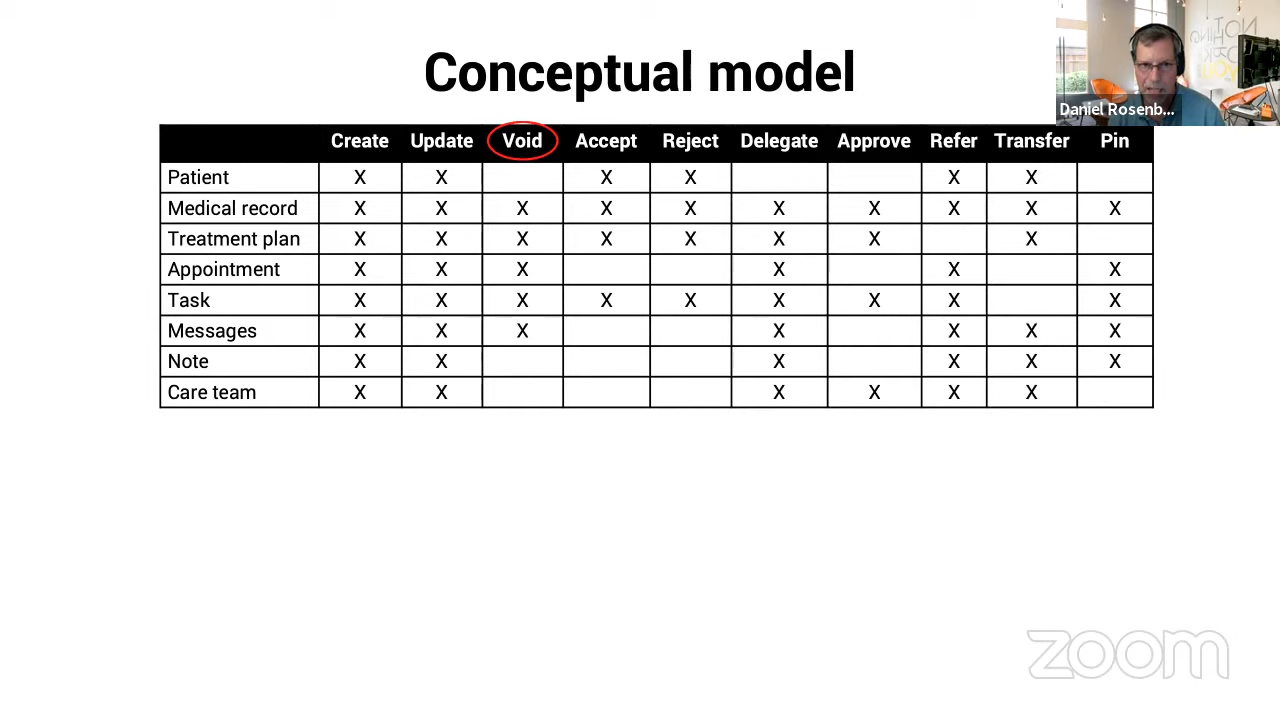 Conceptual model
Daniel Rosenb...
Create Update Void Accept Reject Delegate Approve Refer Transfer Pin
Patient X X X X X X
Medical record X X X X X X X X X X
Treatment plan X X X X X X X X
Appointment X X X X X X
Task X X X X X X X X X
Messages X X X X X X X
Note X X X X X X
Care team X X X X X X
zoom